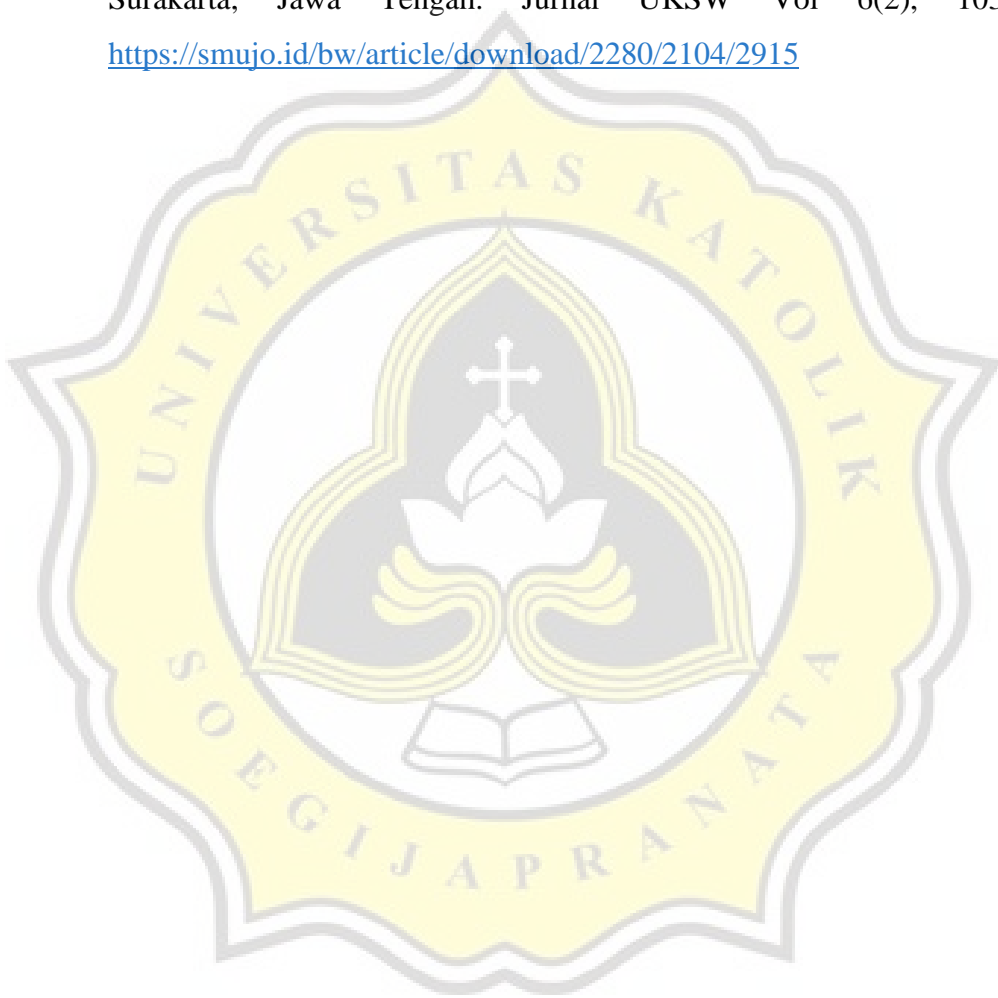 Surakarta, Jawa Tengah. Jurnal UKSW Vol 6(2), 105
https://smujo.id/bw/article/download/2280/2104/2915
UNIVERSITAS KATOLIK
SOEGIJAPRANATA